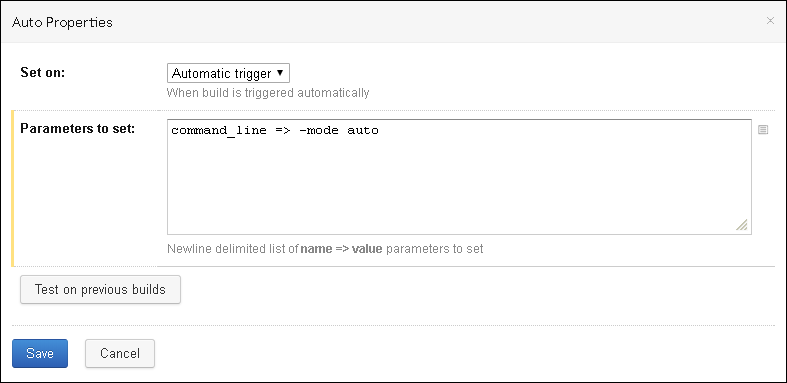 Auto Properties ×
Set on: Automatic trigger ▼
When build is triggered automatically
Parameters to set: command_line => -mode auto
Newline delimited list of name => value parameters to set
Test on previous builds
Save Cancel